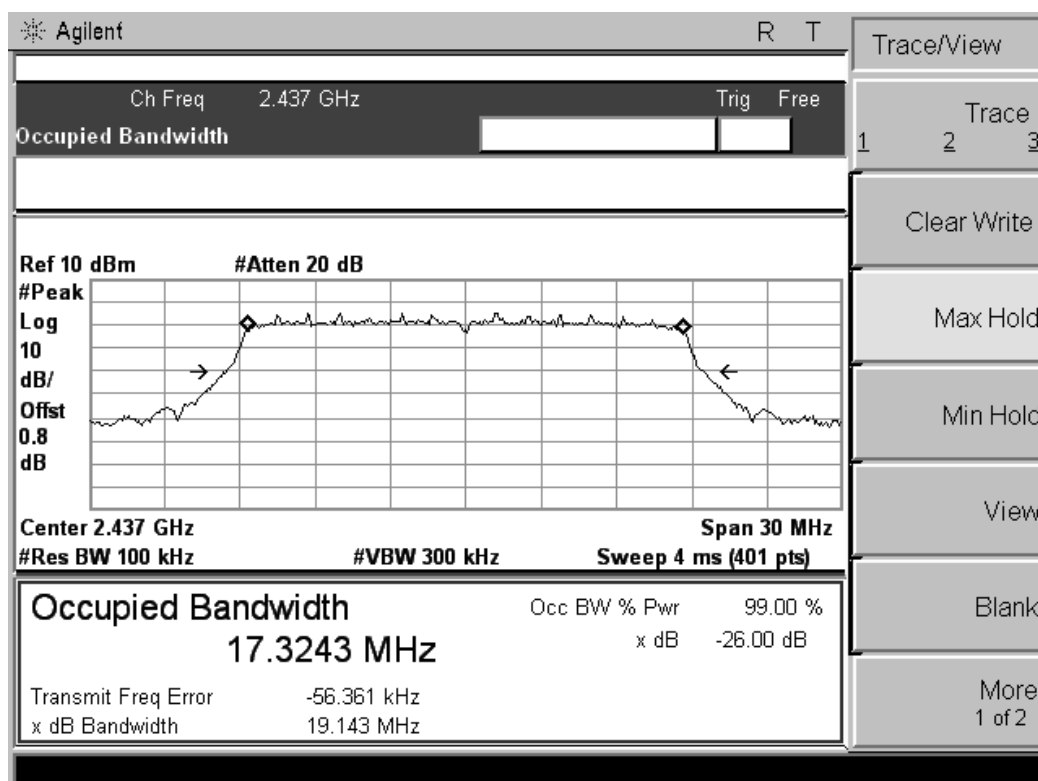 Agilent R T
Trace/View
Ch Freq 2.437 GHz Trig Free
Occupied Bandwidth
Trace
1 2 3
Clear Write
Max Hold
Min Hold
View
Blank
More
1 of 2
Ref 10 dBm #Atten 20 dB
#Peak
Log
10
dB/
Offst
0.8
dB
Center 2.437 GHz Span 30 MHz
#Res BW 100 kHz #VBW 300 kHz Sweep 4 ms (401 pts)
Occupied Bandwidth
17.3243 MHz
Occ BW % Pwr 99.00 %
x dB -26.00 dB
Transmit Freq Error -56.361 kHz
x dB Bandwidth 19.143 MHz